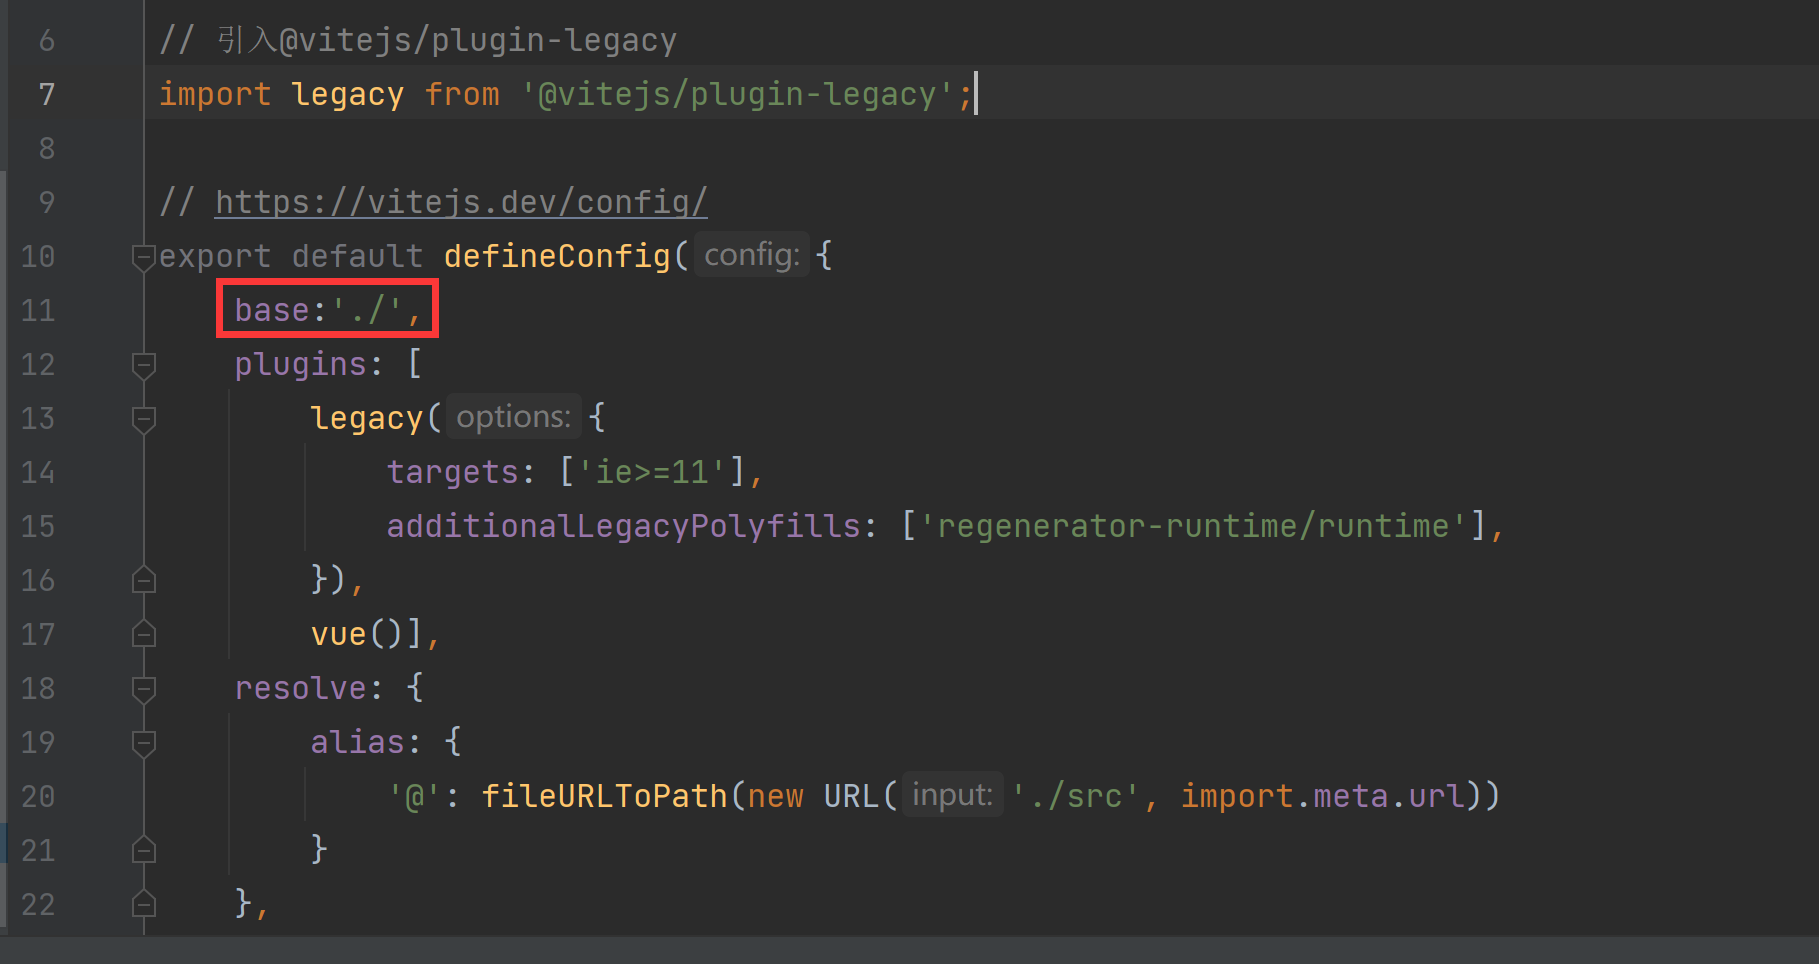 6 // 引入@vitejs/plugin-legacy
7 import legacy from '@vitejs/plugin-legacy';
8
9 // https://vitejs.dev/config/
10 export default defineConfig( config: {
11 base:'./',
12 plugins: [
13 legacy( options: {
14 targets: ['ie>=11'],
15 additionalLegacyPolyfills: ['regenerator-runtime/runtime'],
16 }),
17 vue()],
18 resolve: {
19 alias: {
20 '@': fileURLToPath(new URL( input: './src', import.meta.url))
21 }
22 },